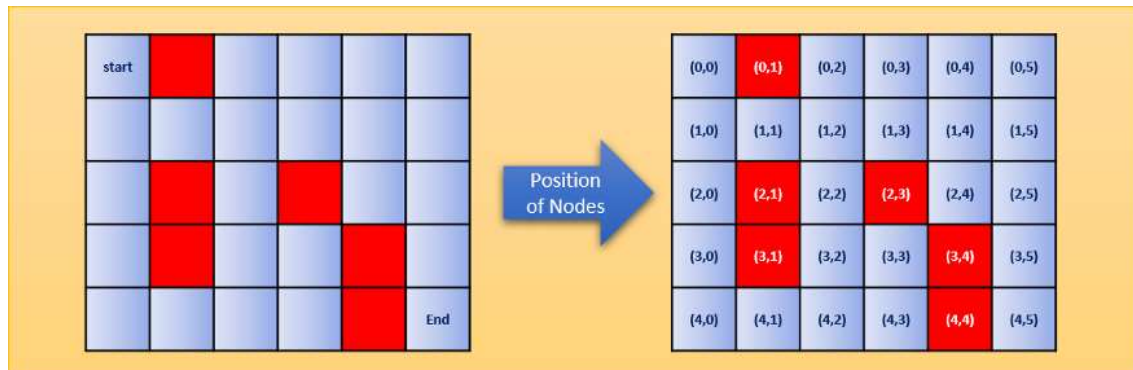 start
End
Position
of Nodes
(0,0) (0,1) (0,2) (0,3) (0,4) (0,5)
(1,0) (1,1) (1,2) (1,3) (1,4) (1,5)
(2,0) (2,1) (2,2) (2,3) (2,4) (2,5)
(3,0) (3,1) (3,2) (3,3) (3,4) (3,5)
(4,0) (4,1) (4,2) (4,3) (4,4) (4,5)